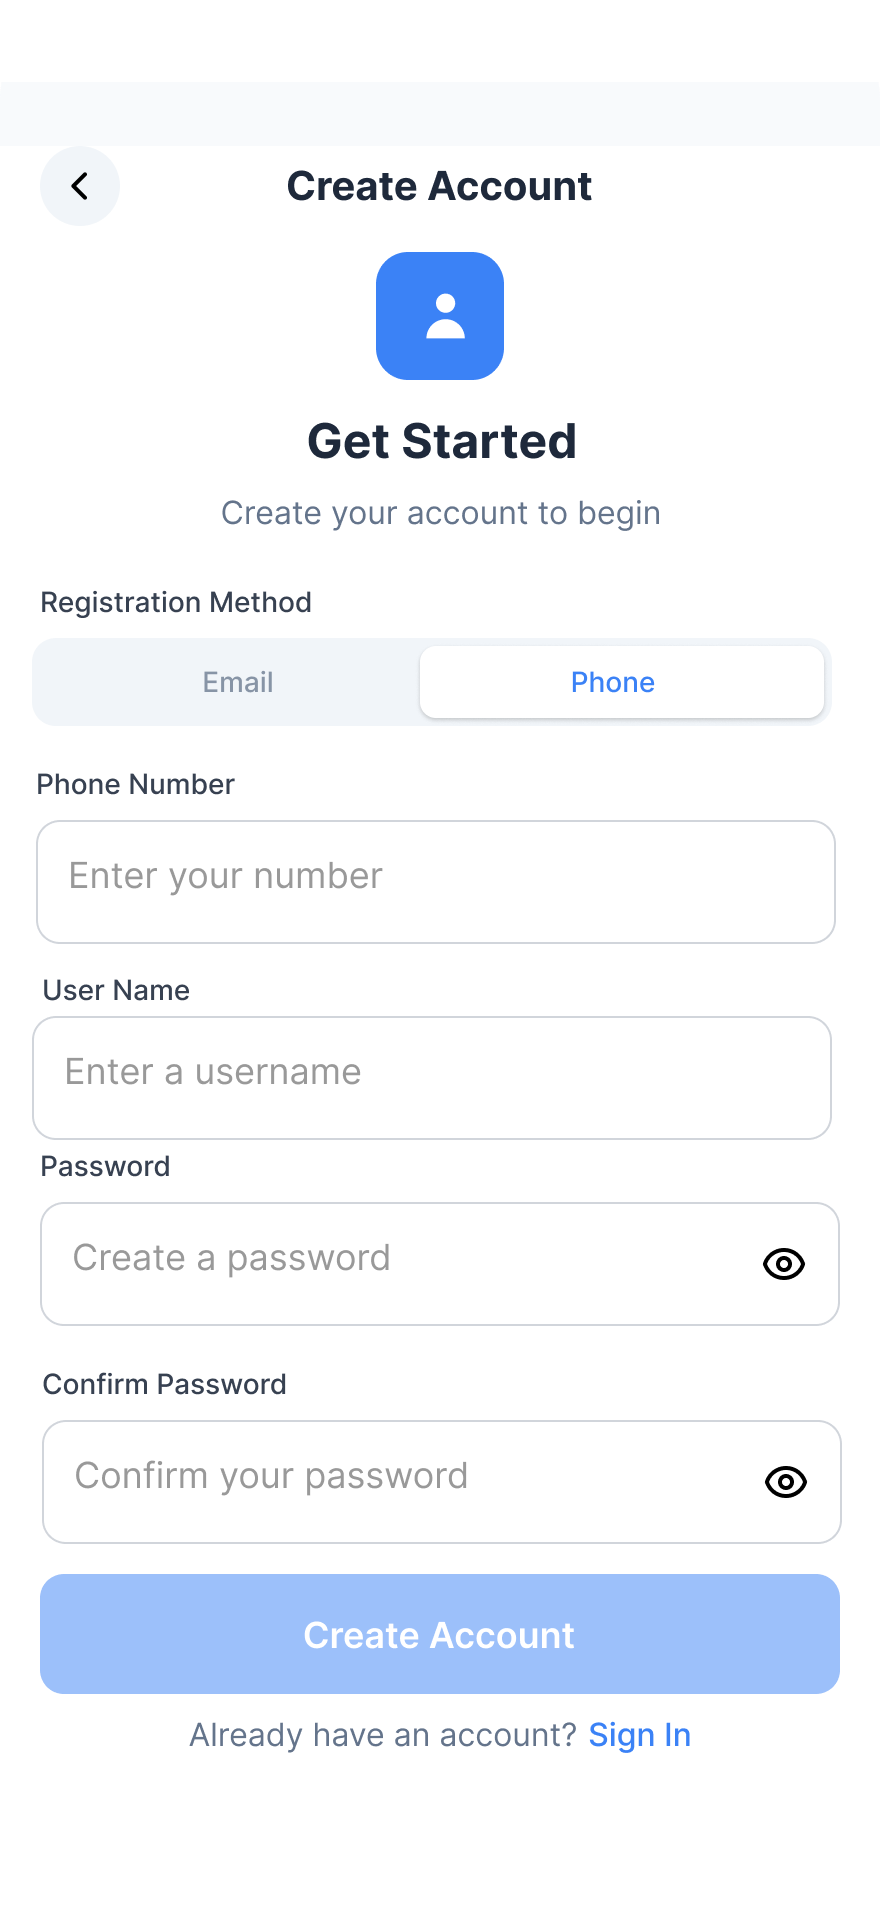 Create Account
Get Started
Create your account to begin
Registration Method
Email Phone
Phone Number
Enter your number
User Name
Enter a username
Password
Create a password
Confirm Password
Confirm your password
Create Account
Already have an account? Sign In